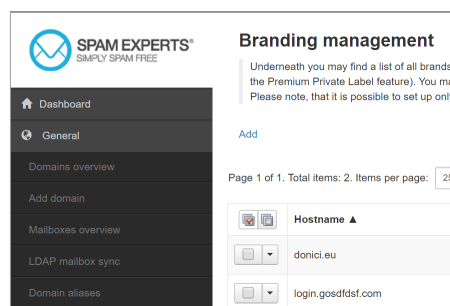 SPAM EXPERTS®
SIMPLY SPAM FREE
Dashboard
General
Domains overview
Add domain
Mailboxes overview
LDAP mailbox sync
Domain aliases
Branding management
Underneath you may find a list of all brands
the Premium Private Label feature). You ma
Please note, that it is possible to set up onl
Add
Page 1 of 1. Total items: 2. Items per page: 25
Hostname ▲
donici.eu
login.gosdfdsf.com